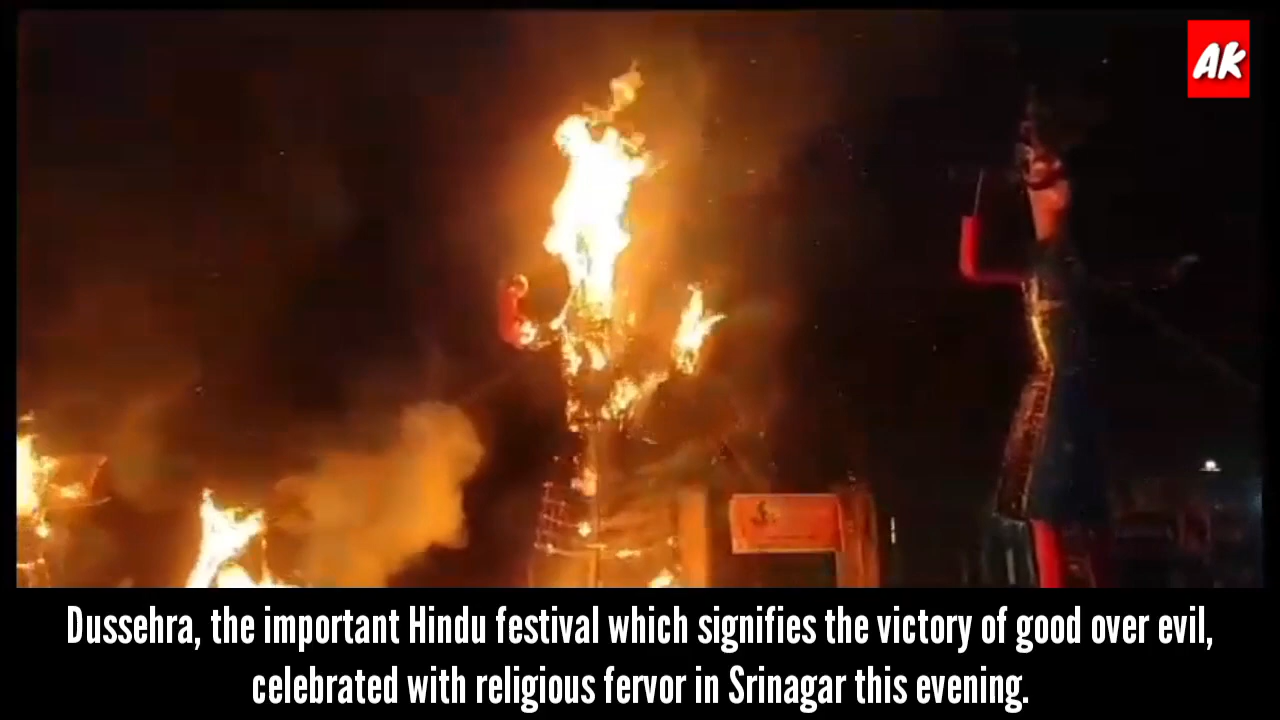 AK
Dussehra, the important Hindu festival which signifies the victory of good over evil,
celebrated with religious fervor in Srinagar this evening.